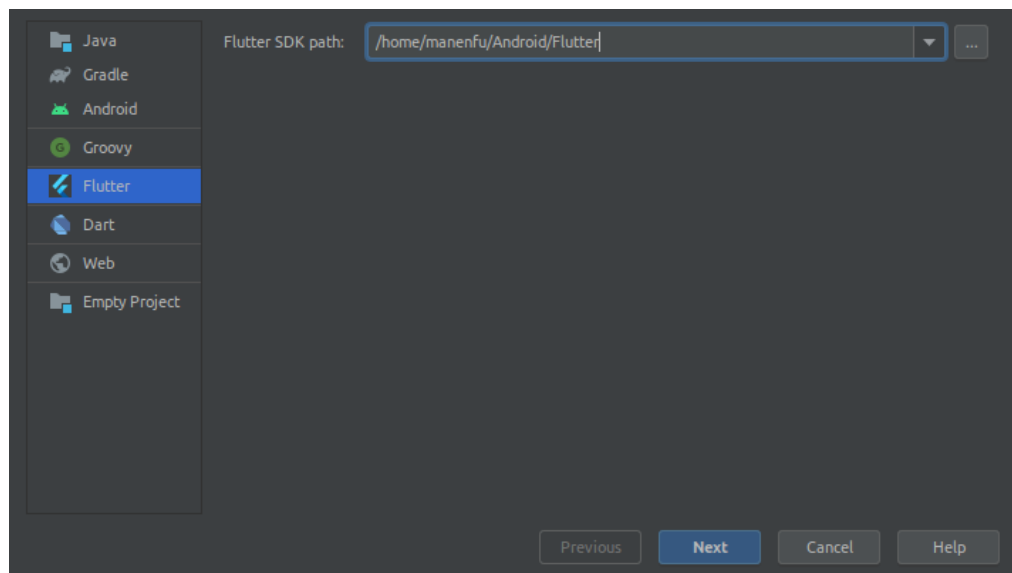 Java
Gradle
Android
Groovy
Flutter
Dart
Web
Empty Project
Flutter SDK path: /home/manenfu/Android/Flutter ...
Previous Next Cancel Help